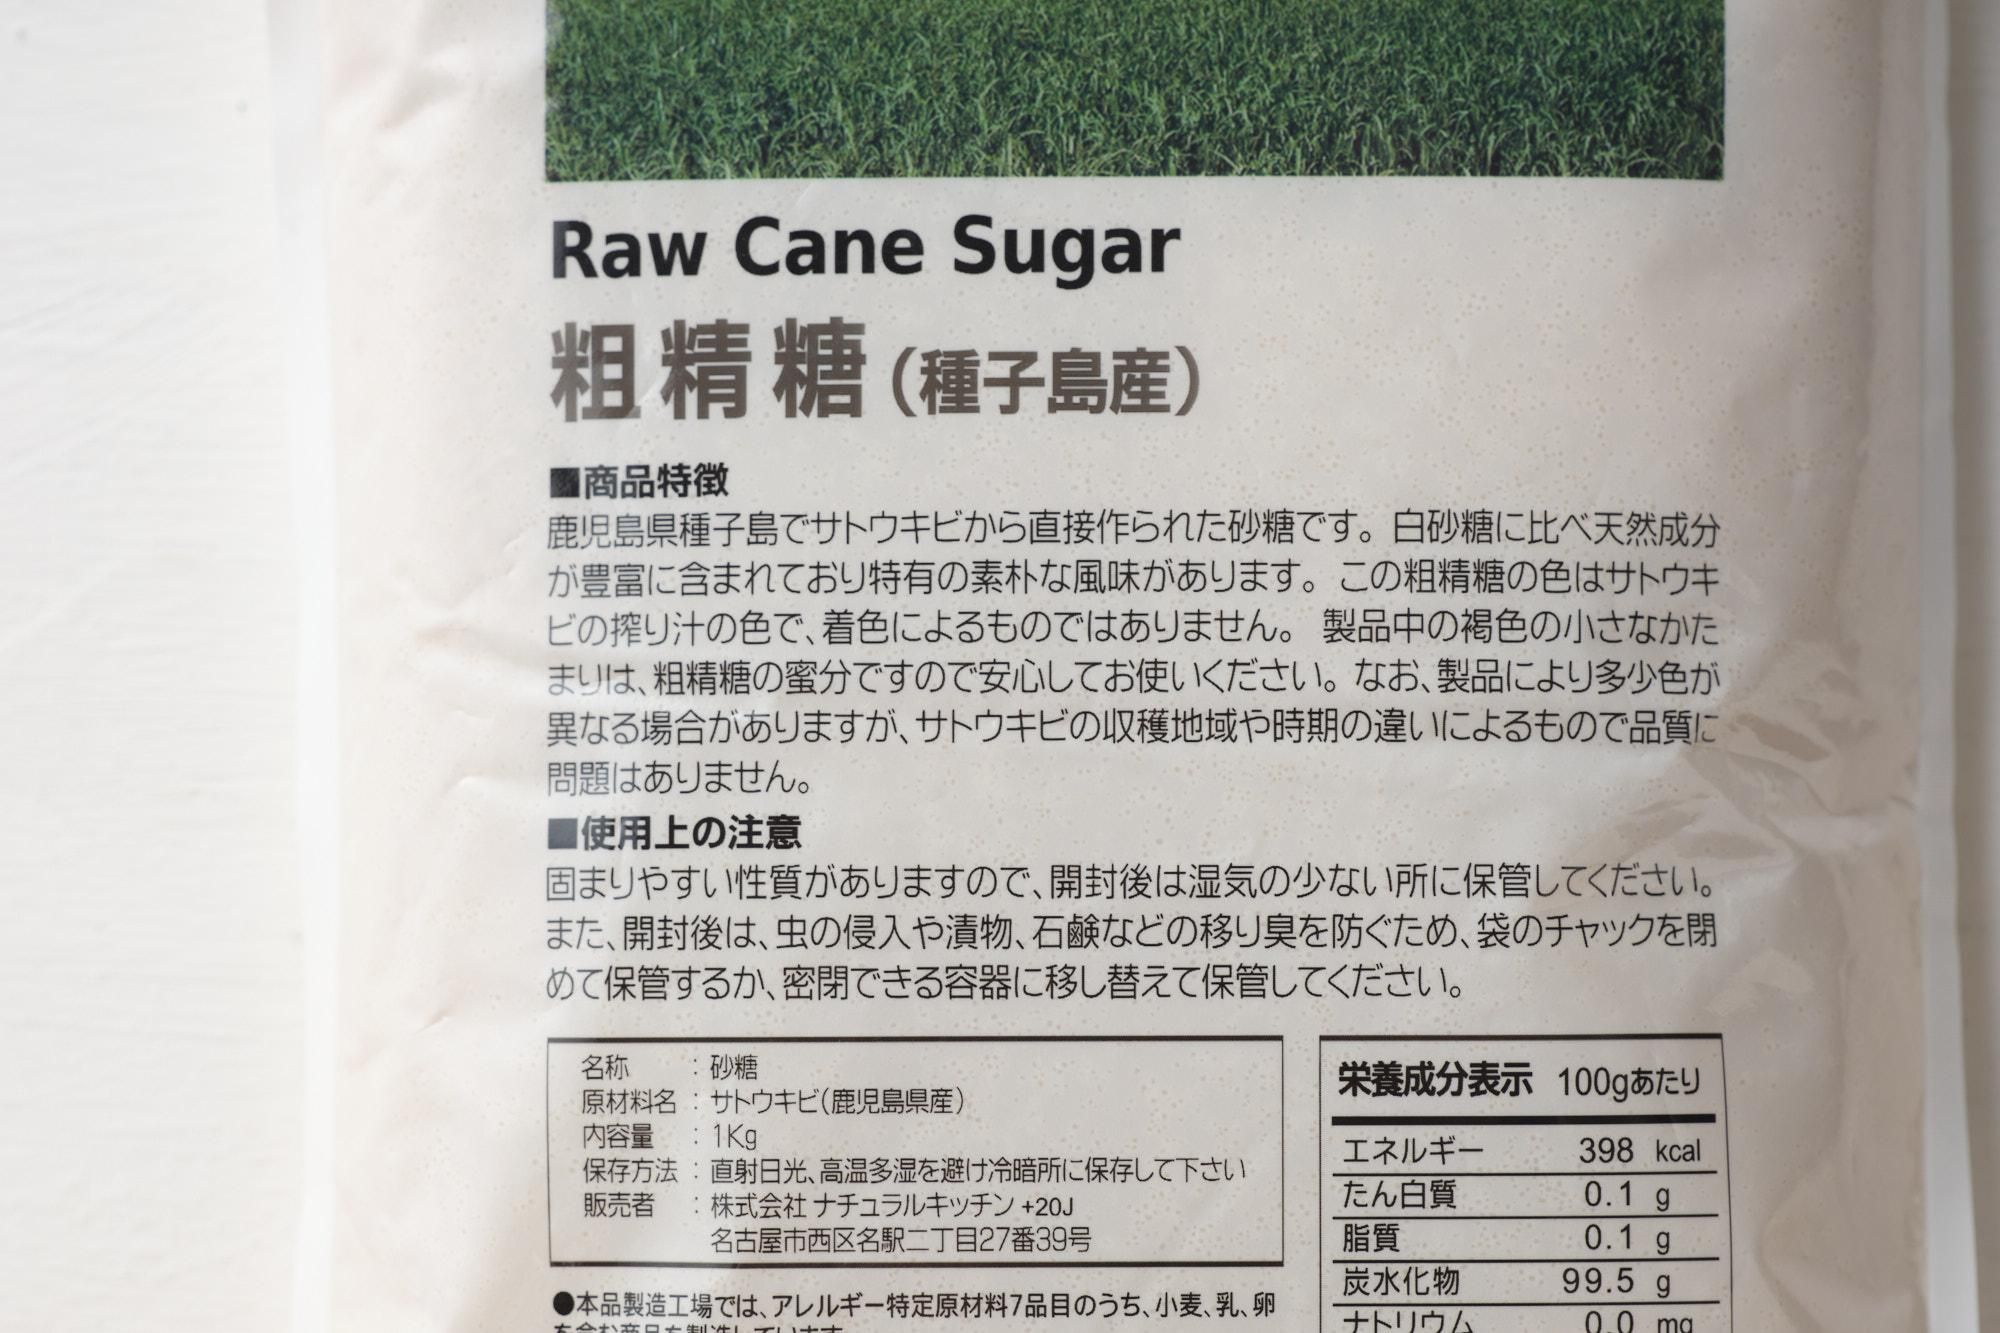 Raw Cane Sugar
粗精糖（種子島産）
■商品特徴
鹿児島県種子島でサトウキビから直接作られた砂糖です。白砂糖に比べ天然成分
が豊富に含まれており特有の素朴な風味があります。この粗精糖の色はサトウキ
ビの搾り汁の色で、着色によるものではありません。 製品中の褐色の小さなかた
まりは、粗精糖の蜜分ですので安心してお使いください。なお、製品により多少色が
異なる場合がありますが、サトウキビの収穫地域や時期の違いによるもので品質に
問題はありません。
■使用上の注意
固まりやすい性質がありますので、開封後は湿気の少ない所に保管してください。
また、開封後は、虫の侵入や漬物、石鹸などの移り臭を防ぐため、袋のチャックを閉
めて保管するか、密閉できる容器に移し替えて保管してください。
名称 : 砂糖
原材料名 : サトウキビ（鹿児島県産）
内容量 : 1Kg
保存方法 : 直射日光、高温多湿を避け冷暗所に保存して下さい
販売者 : 株式会社 ナチュラルキッチン +20J
名古屋市西区名駅二丁目27番39号
●本品製造工場では、アレルギー特定原材料7品目のうち、小麦、乳、卵
を含む商品を製造しています。
栄養成分表示 100gあたり
エネルギー 398 kcal
たん白質 0.1 g
脂質 0.1 g
炭水化物 99.5 g
ナトリウム 0.0 mg